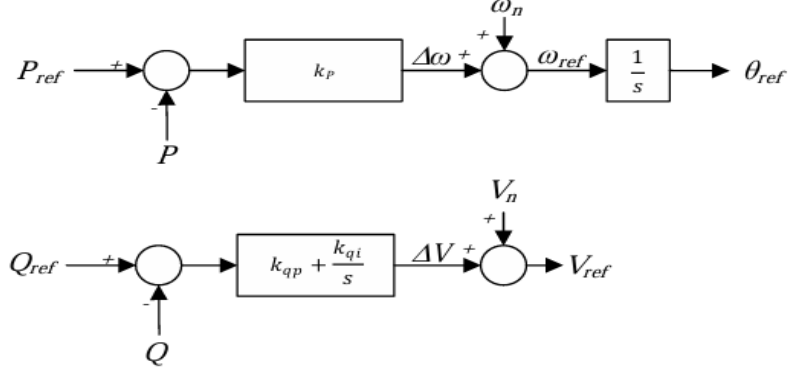 ω_n
P_ref + k_P Δω + + ω_ref 1/s θ_ref
-
P
V_n
+
Q_ref + k_qp + k_qi/s ΔV + V_ref
-
Q